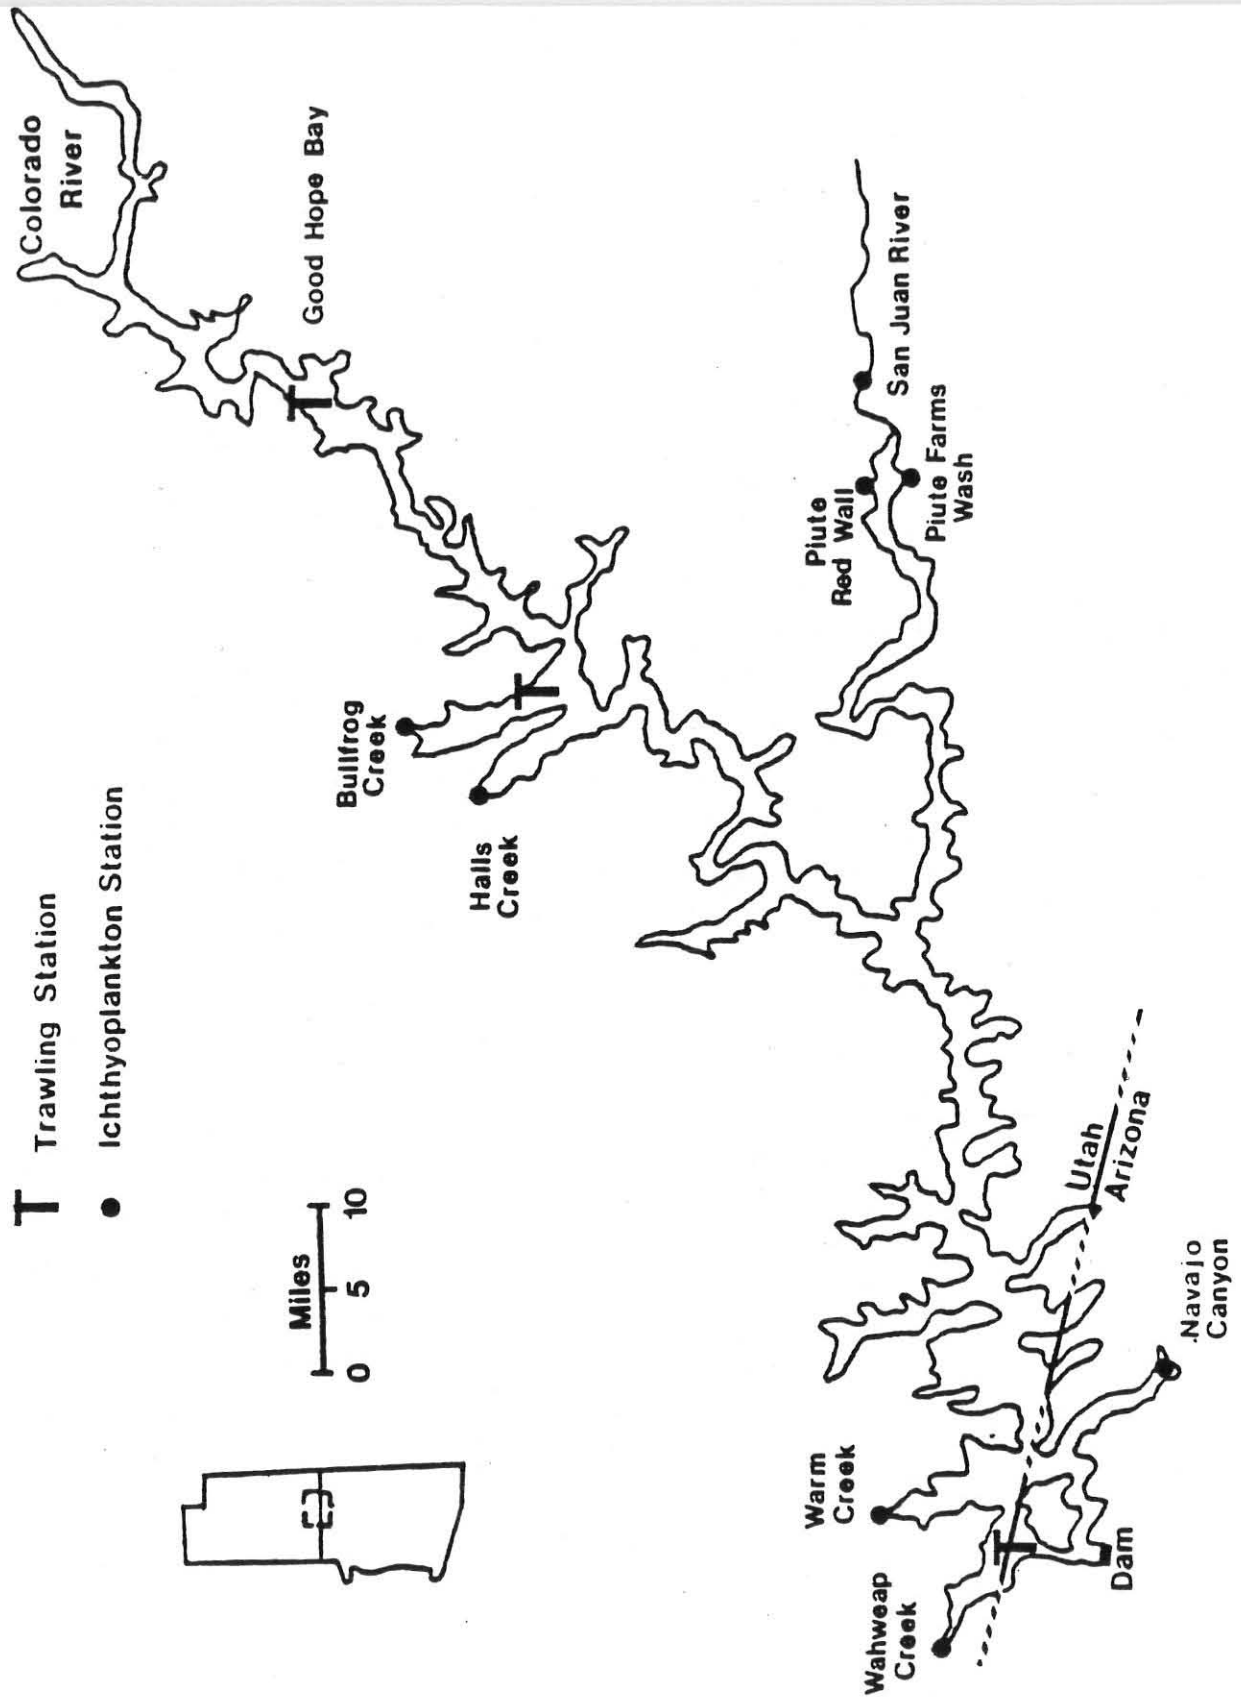 T Trawling Station
● Ichthyoplankton Station
Miles
0 5 10
Colorado
River
Good Hope Bay
Bullfrog
Creek
Halls
Creek
San Juan River
Piute
Red Wall
Piute Farms
Wash
Utah
Arizona
Navajo
Canyon
Warm
Creek
Wahweap
Creek
Dam